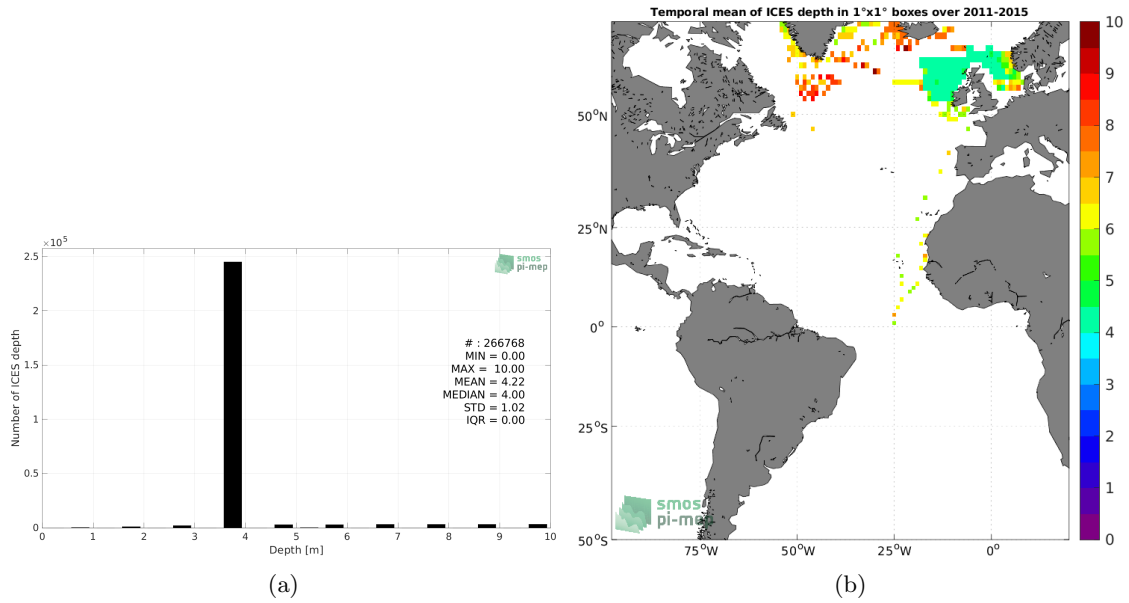 Temporal mean of ICES depth in 1°x1° boxes over 2011-2015
×10⁵
2.5
2
1.5
1
0.5
0
Number of ICES depth
smos
pi-mep
# : 266768
MIN = 0.00
MAX = 10.00
MEAN = 4.22
MEDIAN = 4.00
STD = 1.02
IQR = 0.00
0 1 2 3 4 5 6 7 8 9 10
Depth [m]
(a)
50°N
25°N
0°
25°S
50°S
75°W 50°W 25°W 0°
smos
pi-mep
10
9
8
7
6
5
4
3
2
1
0
(b)